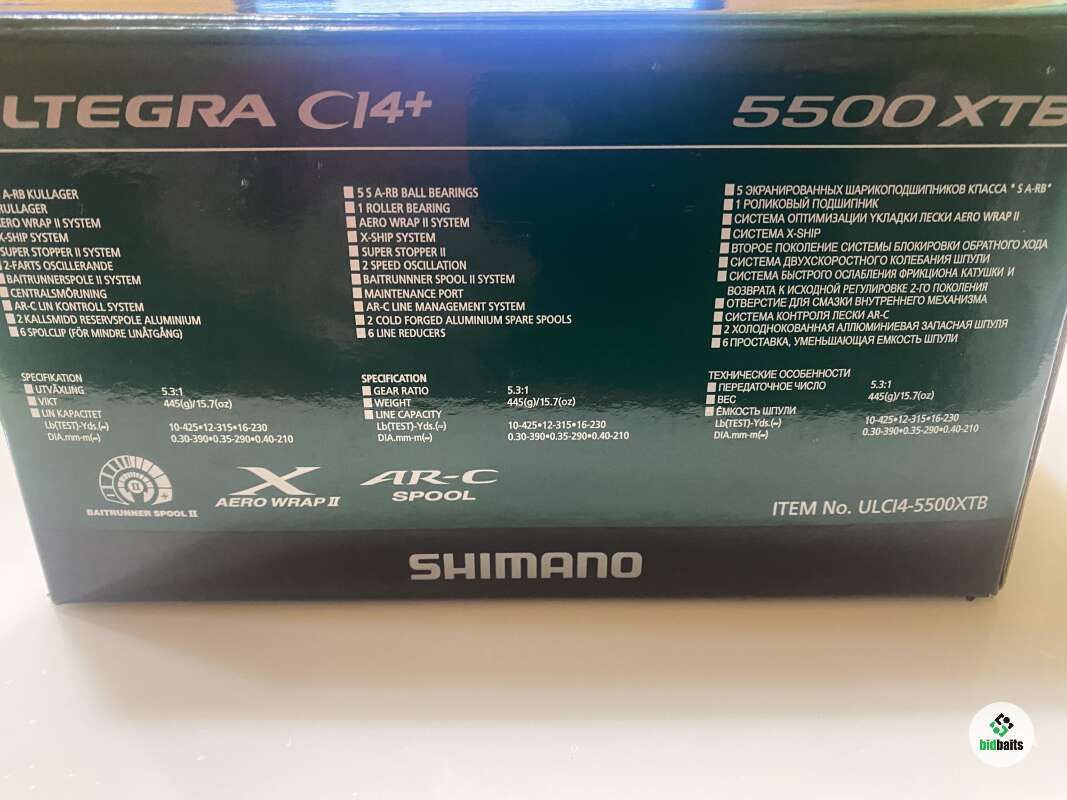 LTEGRA CI4+
5500 XTB
A-RB KULLAGER
RULLAGER
AERO WRAP II SYSTEM
X-SHIP SYSTEM
SUPER STOPPER II SYSTEM
2-FARTS OSCILLERANDE
BAITRUNNERSPOLE II SYSTEM
CENTRALSMÖRJNING
AR-C LIN KONTROLL SYSTEM
2 KALLSMIDD RESERVSPOLE ALUMINIUM
6 SPOLCLIP (FÖR MINDRE LINÅTGÅNG)
SPECIFIKATION
UTVÄXLING 5.3:1
VIKT 445(g)/15.7(oz)
LIN KAPACITET
Lb(TEST)-Yds.(~) 10-425•12-315•16-230
DIA.mm-m(~) 0.30-390•0.35-290•0.40-210
5 S A-RB BALL BEARINGS
1 ROLLER BEARING
AERO WRAP II SYSTEM
X-SHIP SYSTEM
SUPER STOPPER II
2 SPEED OSCILLATION
BAITRUNNNER SPOOL II SYSTEM
MAINTENANCE PORT
AR-C LINE MANAGEMENT SYSTEM
2 COLD FORGED ALUMINIUM SPARE SPOOLS
6 LINE REDUCERS
SPECIFICATION
GEAR RATIO 5.3:1
WEIGHT 445(g)/15.7(oz)
LINE CAPACITY
Lb(TEST)-Yds.(~) 10-425•12-315•16-230
DIA.mm-m(~) 0.30-390•0.35-290•0.40-210
5 ЭКРАНИРОВАННЫХ ШАРИКОПОДШИПНИКОВ КЛАССА " S A-RB"
1 РОЛИКОВЫЙ ПОДШИПНИК
СИСТЕМА ОПТИМИЗАЦИИ УКЛАДКИ ЛЕСКИ AERO WRAP II
СИСТЕМА X-SHIP
ВТОРОЕ ПОКОЛЕНИЕ СИСТЕМЫ БЛОКИРОВКИ ОБРАТНОГО ХОДА
СИСТЕМА ДВУХСКОРОСТНОГО КОЛЕБАНИЯ ШПУЛИ
СИСТЕМА БЫСТРОГО ОСЛАБЛЕНИЯ ФРИКЦИОНА КАТУШКИ И
ВОЗВРАТА К ИСХОДНОЙ РЕГУЛИРОВКЕ 2-ГО ПОКОЛЕНИЯ
ОТВЕРСТИЕ ДЛЯ СМАЗКИ ВНУТРЕННЕГО МЕХАНИЗМА
СИСТЕМА КОНТРОЛЯ ЛЕСКИ AR-C
2 ХОЛОДНОКОВАННАЯ АЛЛЮМИНИЕВАЯ ЗАПАСНАЯ ШПУЛЯ
6 ПРОСТАВКА, УМЕНЬШАЮЩАЯ ЕМКОСТЬ ШПУЛИ
ТЕХНИЧЕСКИЕ ОСОБЕННОСТИ
ПЕРЕДАТОЧНОЕ ЧИСЛО 5.3:1
ВЕС 445(g)/15.7(oz)
ЁМКОСТЬ ШПУЛИ
Lb(TEST)-Yds.(~) 10-425•12-315•16-230
DIA.mm-m(~) 0.30-390•0.35-290•0.40-210
BAITRUNNER SPOOL II
X
AERO WRAP II
AR-C
SPOOL
ITEM No. ULCI4-5500XTB
SHIMANO
bidbaits